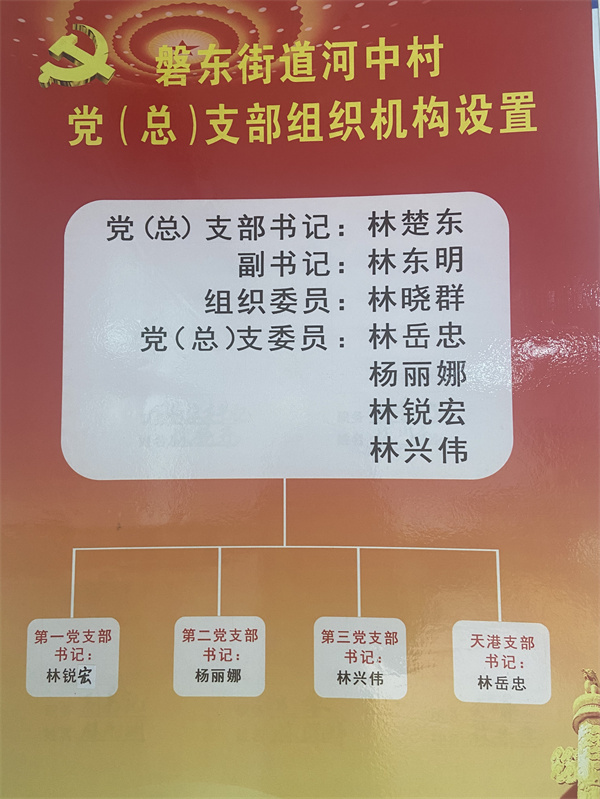 磐东街道河中村
党(总)支部组织机构设置
党(总)支部书记：林楚东
副书记：林东明
组织委员：林晓群
党(总)支委员：林岳忠
杨丽娜
林锐宏
林兴伟
第一党支部
书记：
林锐宏
第二党支部
书记：
杨丽娜
第三党支部
书记：
林兴伟
天港支部
书记：
林岳忠